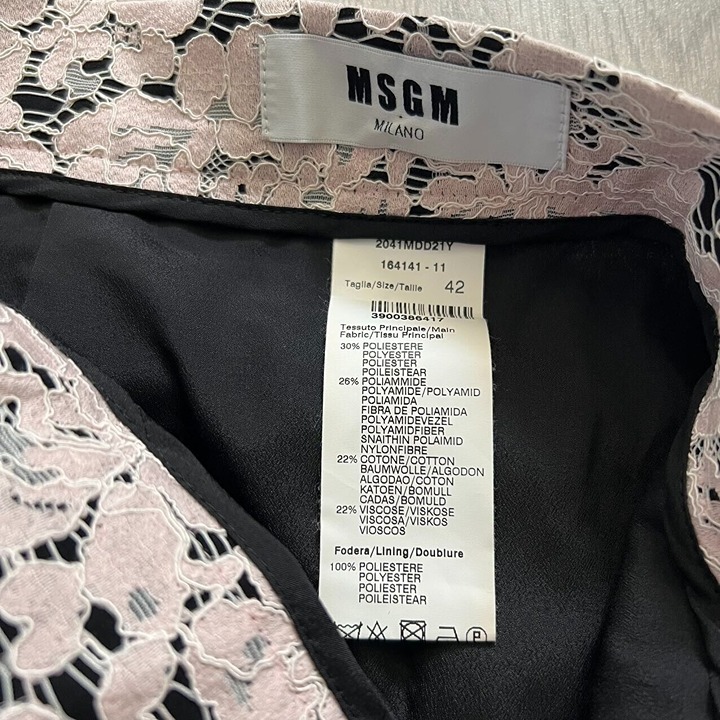 MSGM
MILANO
2041MDD21Y
164141 - 11
Taglia/Size/Taille 42
3900386417
Tessuto Principale/Main
Fabric/Tissu Principal
30% POLIESTERE
POLYESTER
POLIESTER
POILEISTEAR
26% POLIAMMIDE
POLYAMIDE/POLYAMID
POLIAMIDA
FIBRA DE POLIAMIDA
POLYAMIDEVEZEL
POLYAMIDFIBER
SNAITHIN POLAIMID
NYLONFIBRE
22% COTONE/COTTON
BAUMWOLLE/ALGODON
ALGODAO/COTON
KATOEN/BOMULL
CADAS/BOMULD
22% VISCOSE/VISKOSE
VISCOSA/VISKOS
VIOSCOS
Fodera/Lining/Doublure
100% POLIESTERE
POLYESTER
POLIESTER
POILEISTEAR
P